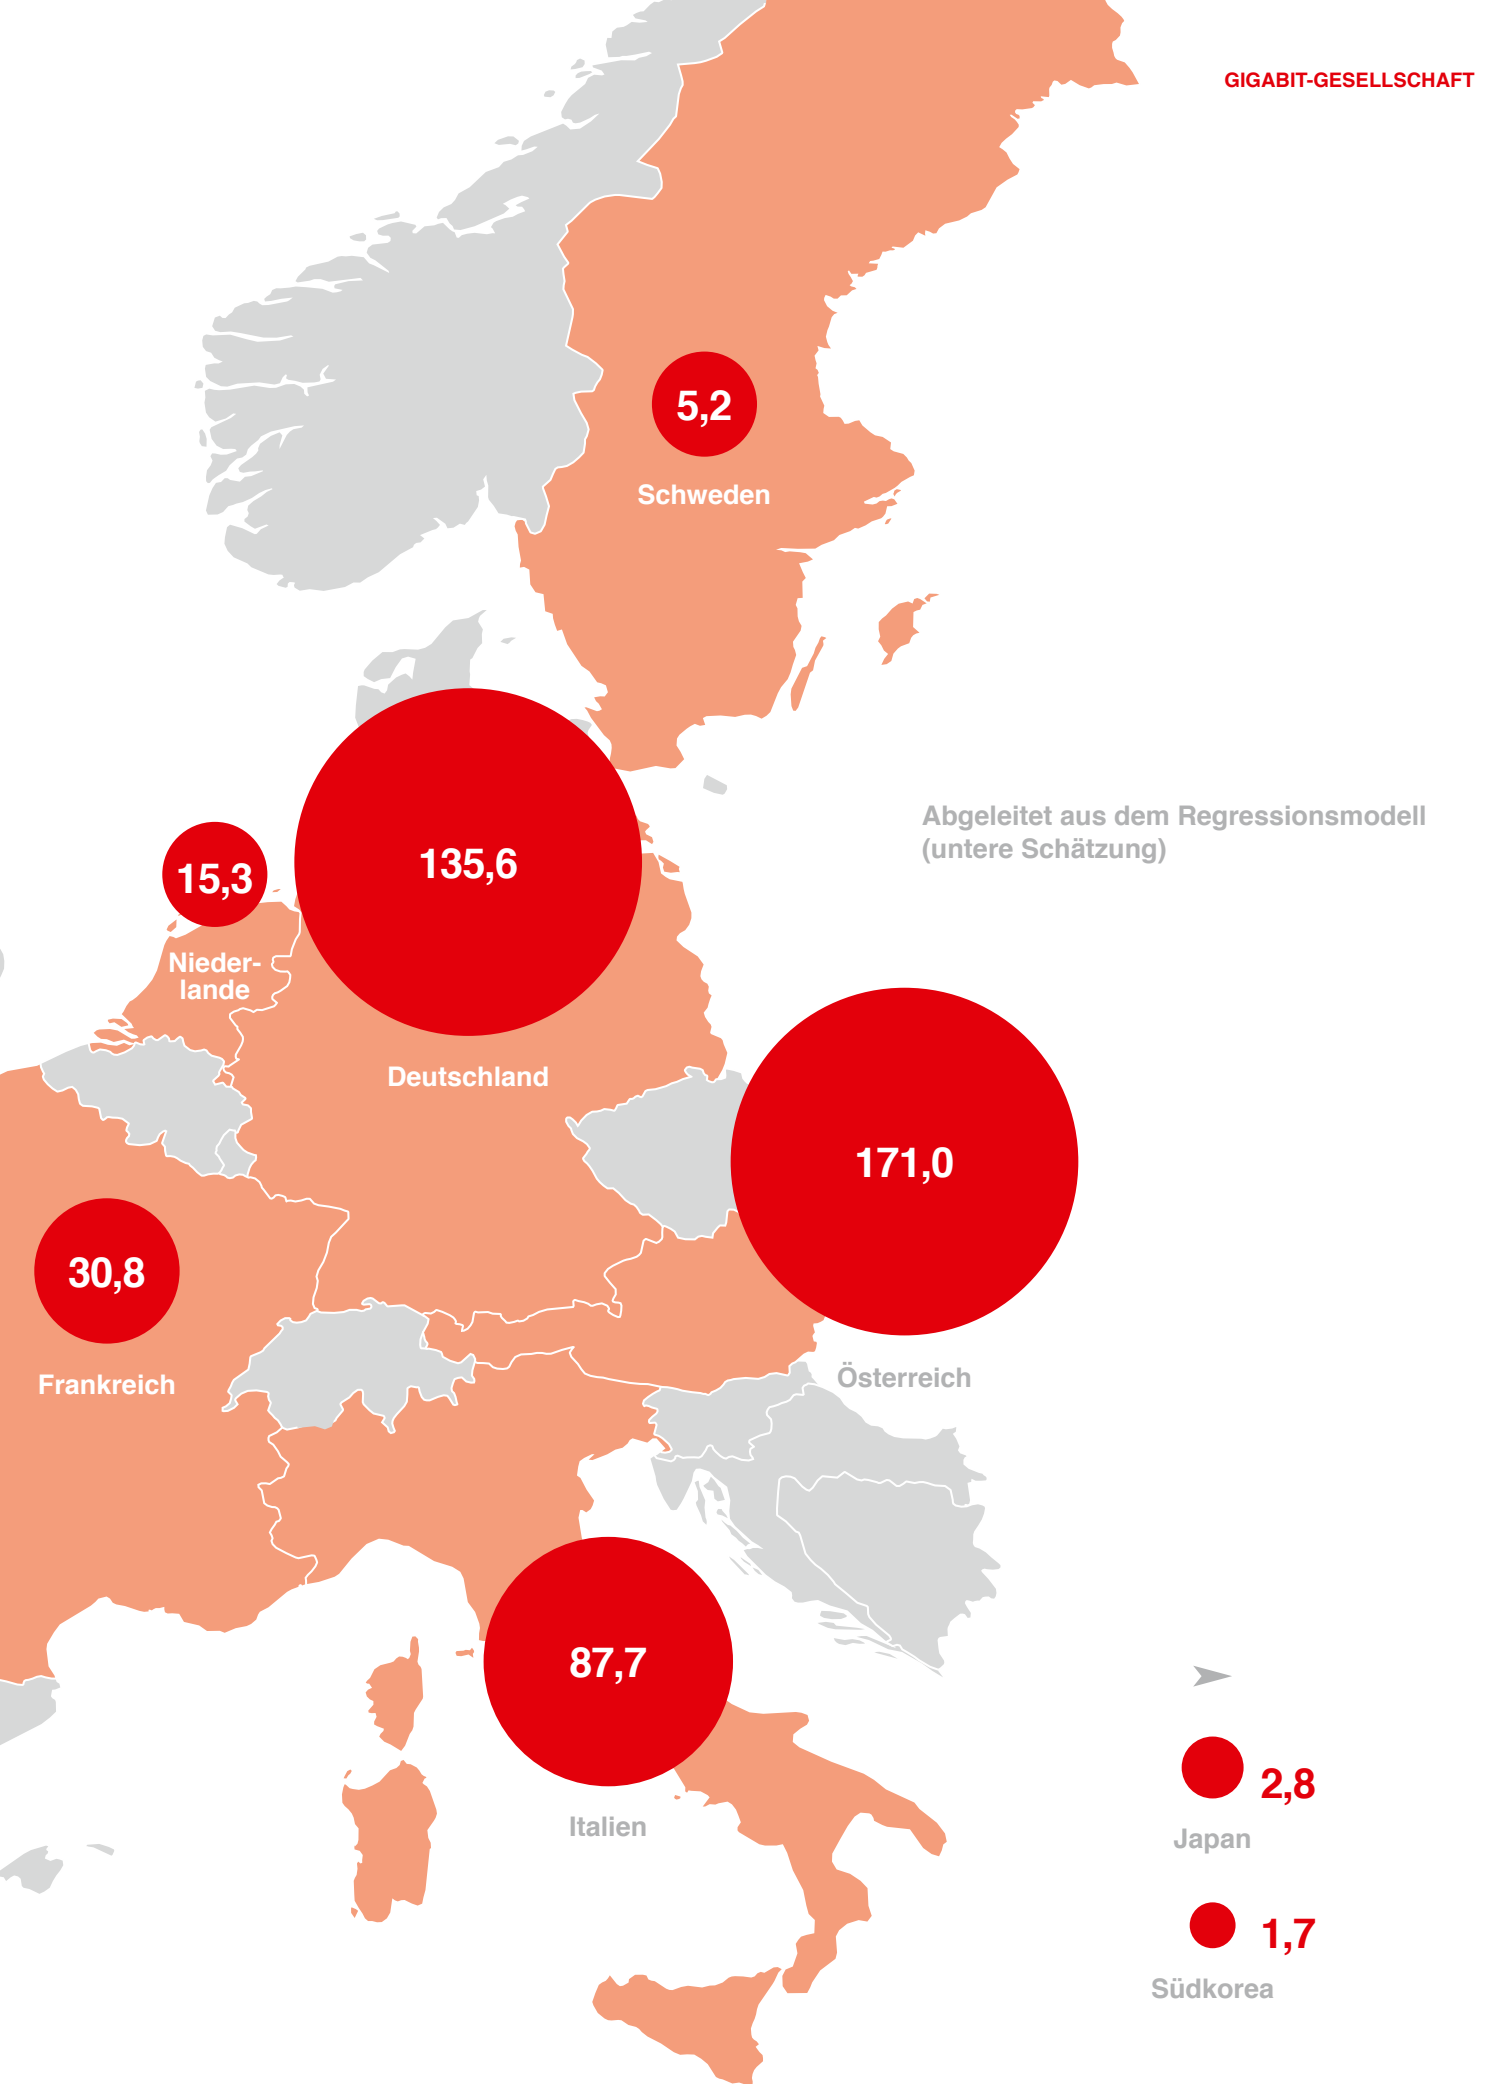 GIGABIT-GESELLSCHAFT
5,2
Schweden
Abgeleitet aus dem Regressionsmodell
(untere Schätzung)
135,6
Deutschland
15,3
Nieder-
lande
171,0
Österreich
30,8
Frankreich
87,7
Italien
2,8
Japan
1,7
Südkorea